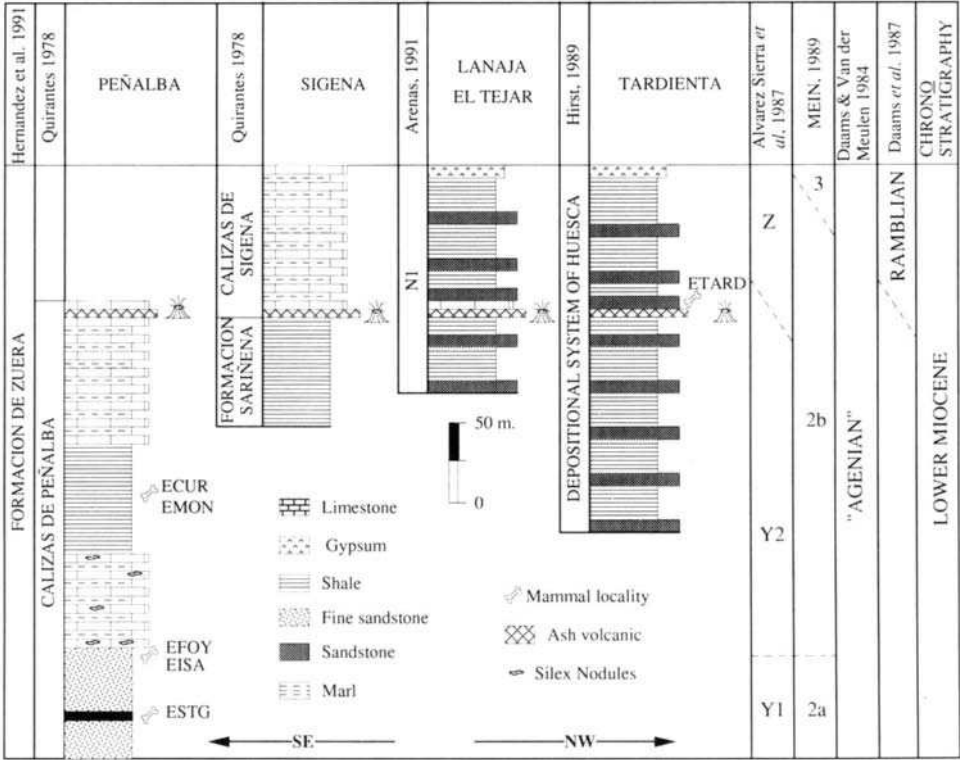 Hernandez et al. 1991
Quirantes 1978
PEÑALBA
Quirantes 1978
SIGENA
Arenas, 1991
LANAJA
EL TEJAR
Hirst, 1989
TARDIENTA
Alvarez Sierra et
al, 1987
MEIN. 1989
Daams & Van der
Meulen 1984
Daams et al. 1987
CHRONO
STRATIGRAPHY
FORMACION DE ZUERA
CALIZAS DE PEÑALBA
CALIZAS DE
SIGENA
FORMACION
SARIÑENA
N1
DEPOSITIONAL SYSTEM OF HUESCA
ETARD
Z
3
RAMBLIAN
2b
"AGENIAN"
LOWER MIOCENE
Y2
Y1
2a
ECUR
EMON
EFOY
EISA
ESTG
50 m.
0
Limestone
Gypsum
Shale
Fine sandstone
Sandstone
Marl
Mammal locality
Ash volcanic
Silex Nodules
SE
NW